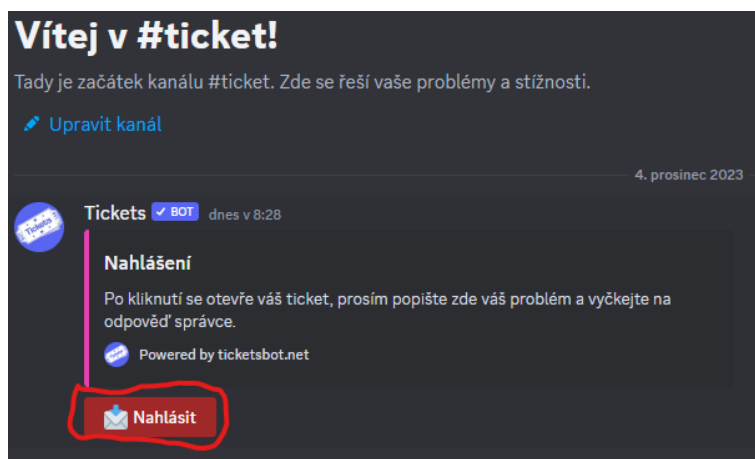 Vítej v #ticket!
Tady je začátek kanálu #ticket. Zde se řeší vaše problémy a stížnosti.
Upravit kanál
4. prosinec 2023
Tickets ✓ BOT dnes v 8:28
Nahlášení
Po kliknutí se otevře váš ticket, prosím popište zde váš problém a vyčkejte na
odpověď správce.
Powered by ticketsbot.net
Nahlásit